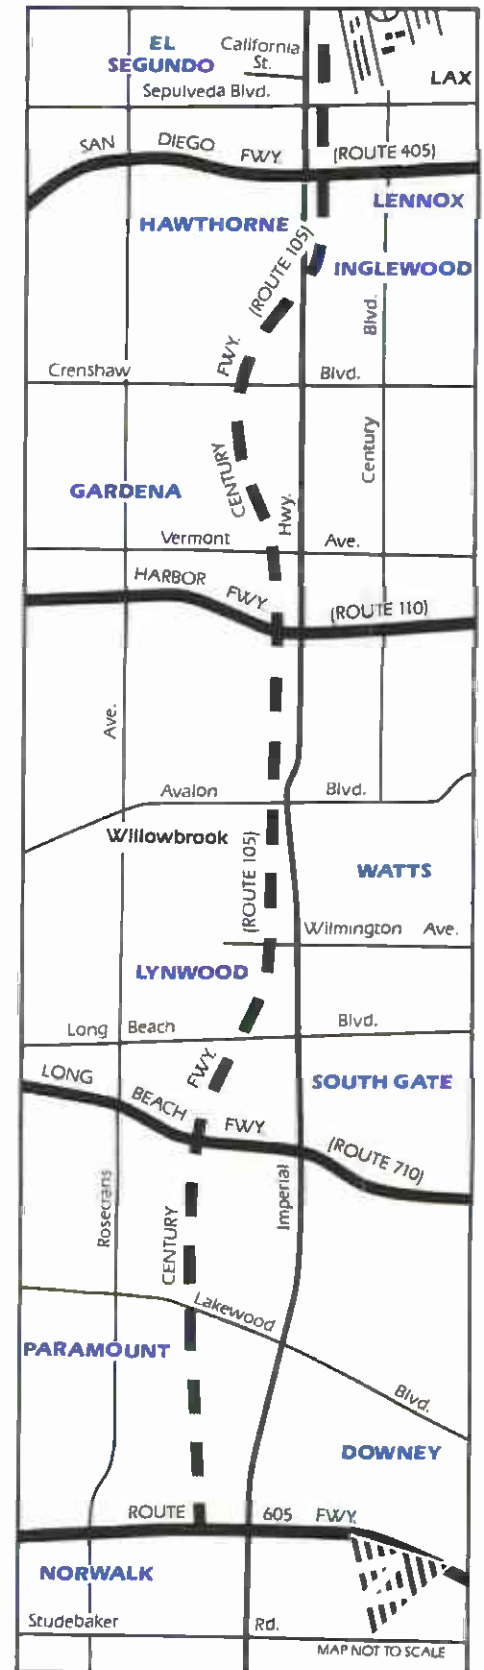 EL
SEGUNDO
California
St.
LAX
Sepulveda Blvd.
SAN DIEGO FWY. (ROUTE 405)
LENNOX
HAWTHORNE
INGLEWOOD
(ROUTE 105)
Blvd.
FWY.
Crenshaw Blvd.
Century
CENTURY
GARDENA
Hwy.
Vermont Ave.
HARBOR FWY. (ROUTE 110)
Ave.
Avalon Blvd.
Willowbrook
(ROUTE 105)
WATTS
Wilmington Ave.
LYNWOOD
Long Beach Blvd.
FWY.
LONG BEACH FWY. (ROUTE 710)
SOUTH GATE
Rosecrans
CENTURY
Imperial
Lakewood Blvd.
PARAMOUNT
DOWNEY
ROUTE 605 FWY.
NORWALK
Studebaker Rd.
MAP NOT TO SCALE